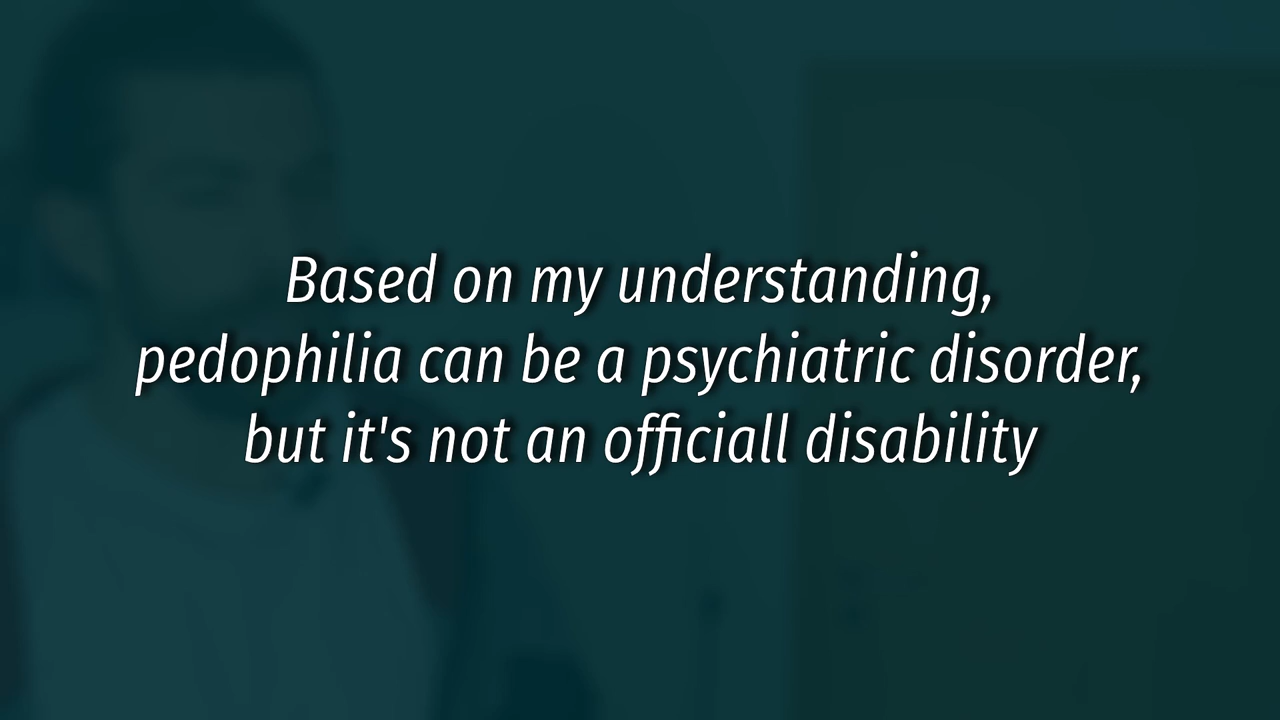 Based on my understanding,
pedophilia can be a psychiatric disorder,
but it's not an officiall disability